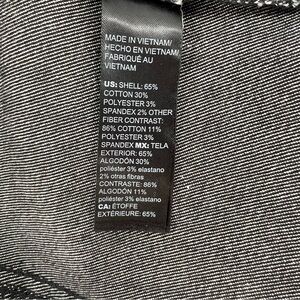 MADE IN VIETNAM/
HECHO EN VIETNAM/
FABRIQUÉ AU
VIETNAM
US: SHELL: 65%
COTTON 30%
POLYESTER 3%
SPANDEX 2% OTHER
FIBER CONTRAST:
86% COTTON 11%
POLYESTER 3%
SPANDEX MX: TELA
EXTERIOR: 65%
ALGODÓN 30%
poliéster 3% elastano
2% otras fibras
CONTRASTE: 86%
ALGODÓN 11%
poliéster 3% elastano
CA: ÉTOFFE
EXTÉRIEURE: 65%